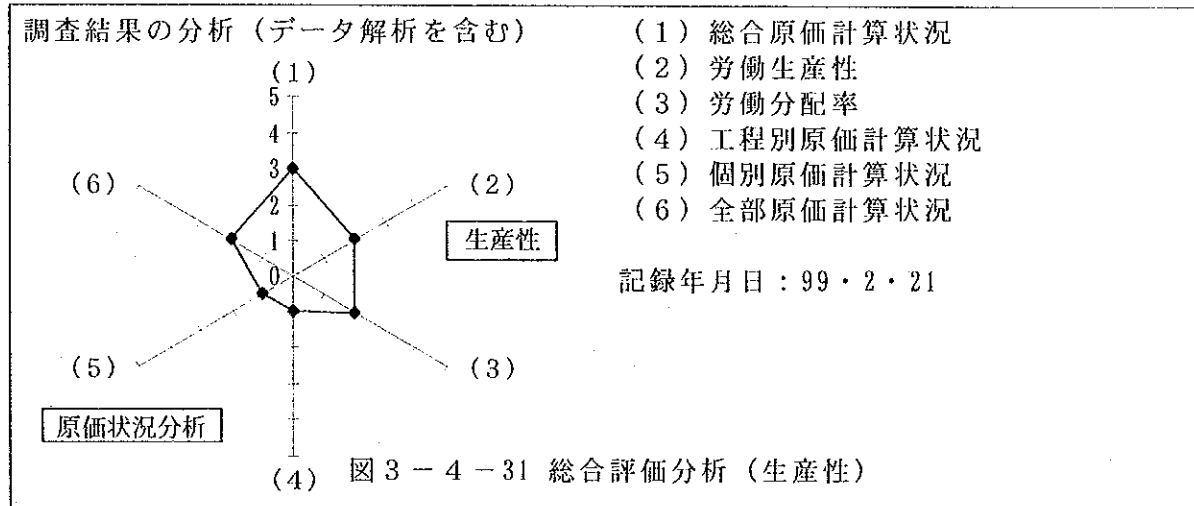 調査結果の分析（データ解析を含む）
(1)
5
4
3
2
1
0
(2)
(3)
(4)
(5)
(6)
生産性
原価状況分析
(1) 総合原価計算状況
(2) 労働生産性
(3) 労働分配率
(4) 工程別原価計算状況
(5) 個別原価計算状況
(6) 全部原価計算状況
記録年月日：99・2・21
図3－4－31 総合評価分析（生産性）